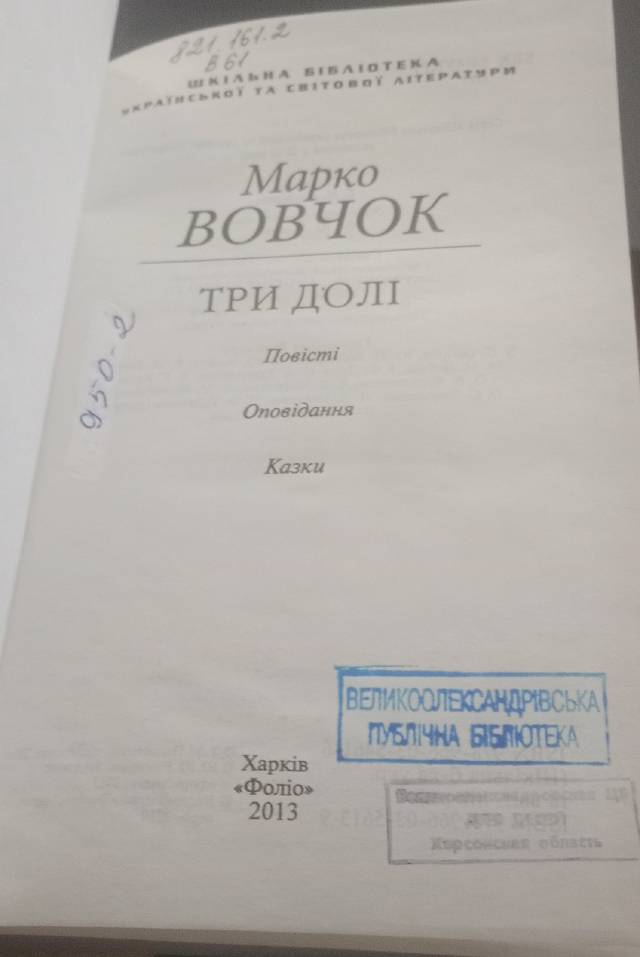 821.161.2
В61
ШКІЛЬНА БІБЛІОТЕКА
УКРАЇНСЬКОЇ ТА СВІТОВОЇ ЛІТЕРАТУРИ
Марко
ВОВЧОК
ТРИ ДОЛІ
950-2
Повісті
Оповідання
Казки
ВЕЛИКООЛЕКСАНДРІВСЬКА
ПУБЛІЧНА БІБЛІОТЕКА
Харків
«Фоліо»
2013
ЦБ
Херсонская область